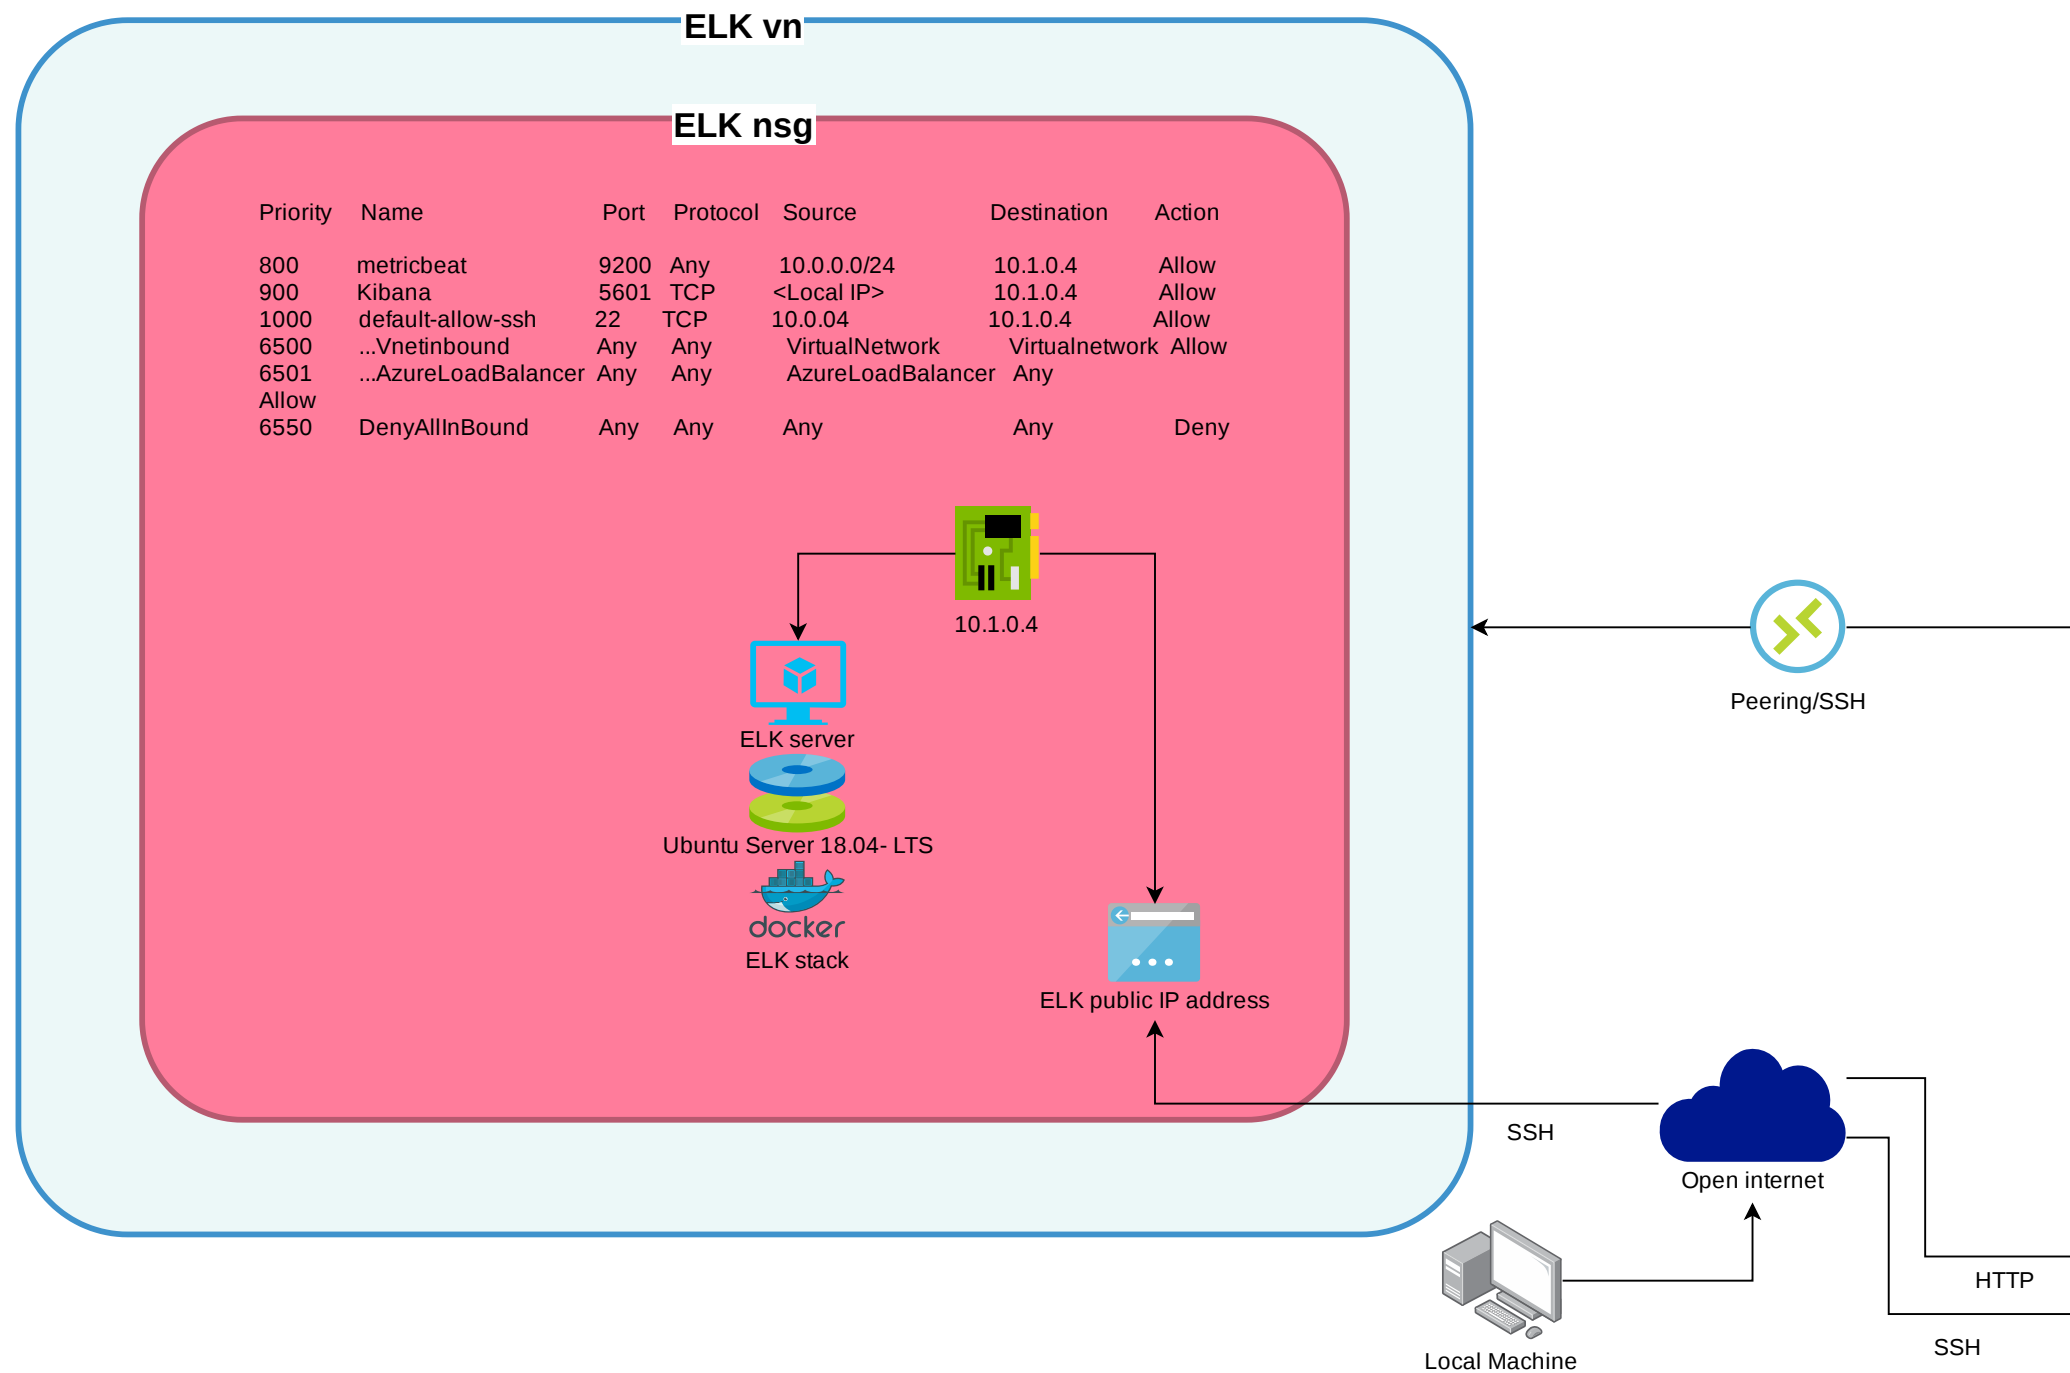 ELK vn
ELK nsg
Priority Name Port Protocol Source Destination Action
800 metricbeat 9200 Any 10.0.0.0/24 10.1.0.4 Allow
900 Kibana 5601 TCP <Local IP> 10.1.0.4 Allow
1000 default-allow-ssh 22 TCP 10.0.04 10.1.0.4 Allow
6500 ...Vnetinbound Any Any VirtualNetwork Virtualnetwork Allow
6501 ...AzureLoadBalancer Any Any AzureLoadBalancer Any
Allow
6550 DenyAllInBound Any Any Any Any Deny
10.1.0.4
ELK server
Ubuntu Server 18.04- LTS
docker
ELK stack
ELK public IP address
Peering/SSH
SSH
Open internet
HTTP
SSH
Local Machine